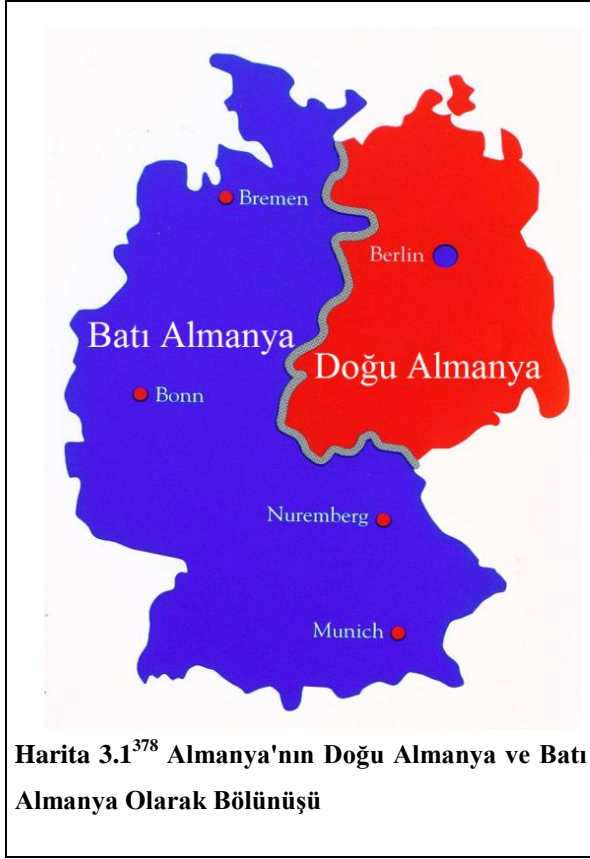 Bremen
Berlin
Batı Almanya
Doğu Almanya
Bonn
Nuremberg
Munich
Harita 3.1378 Almanya'nın Doğu Almanya ve Batı
Almanya Olarak Bölünüşü